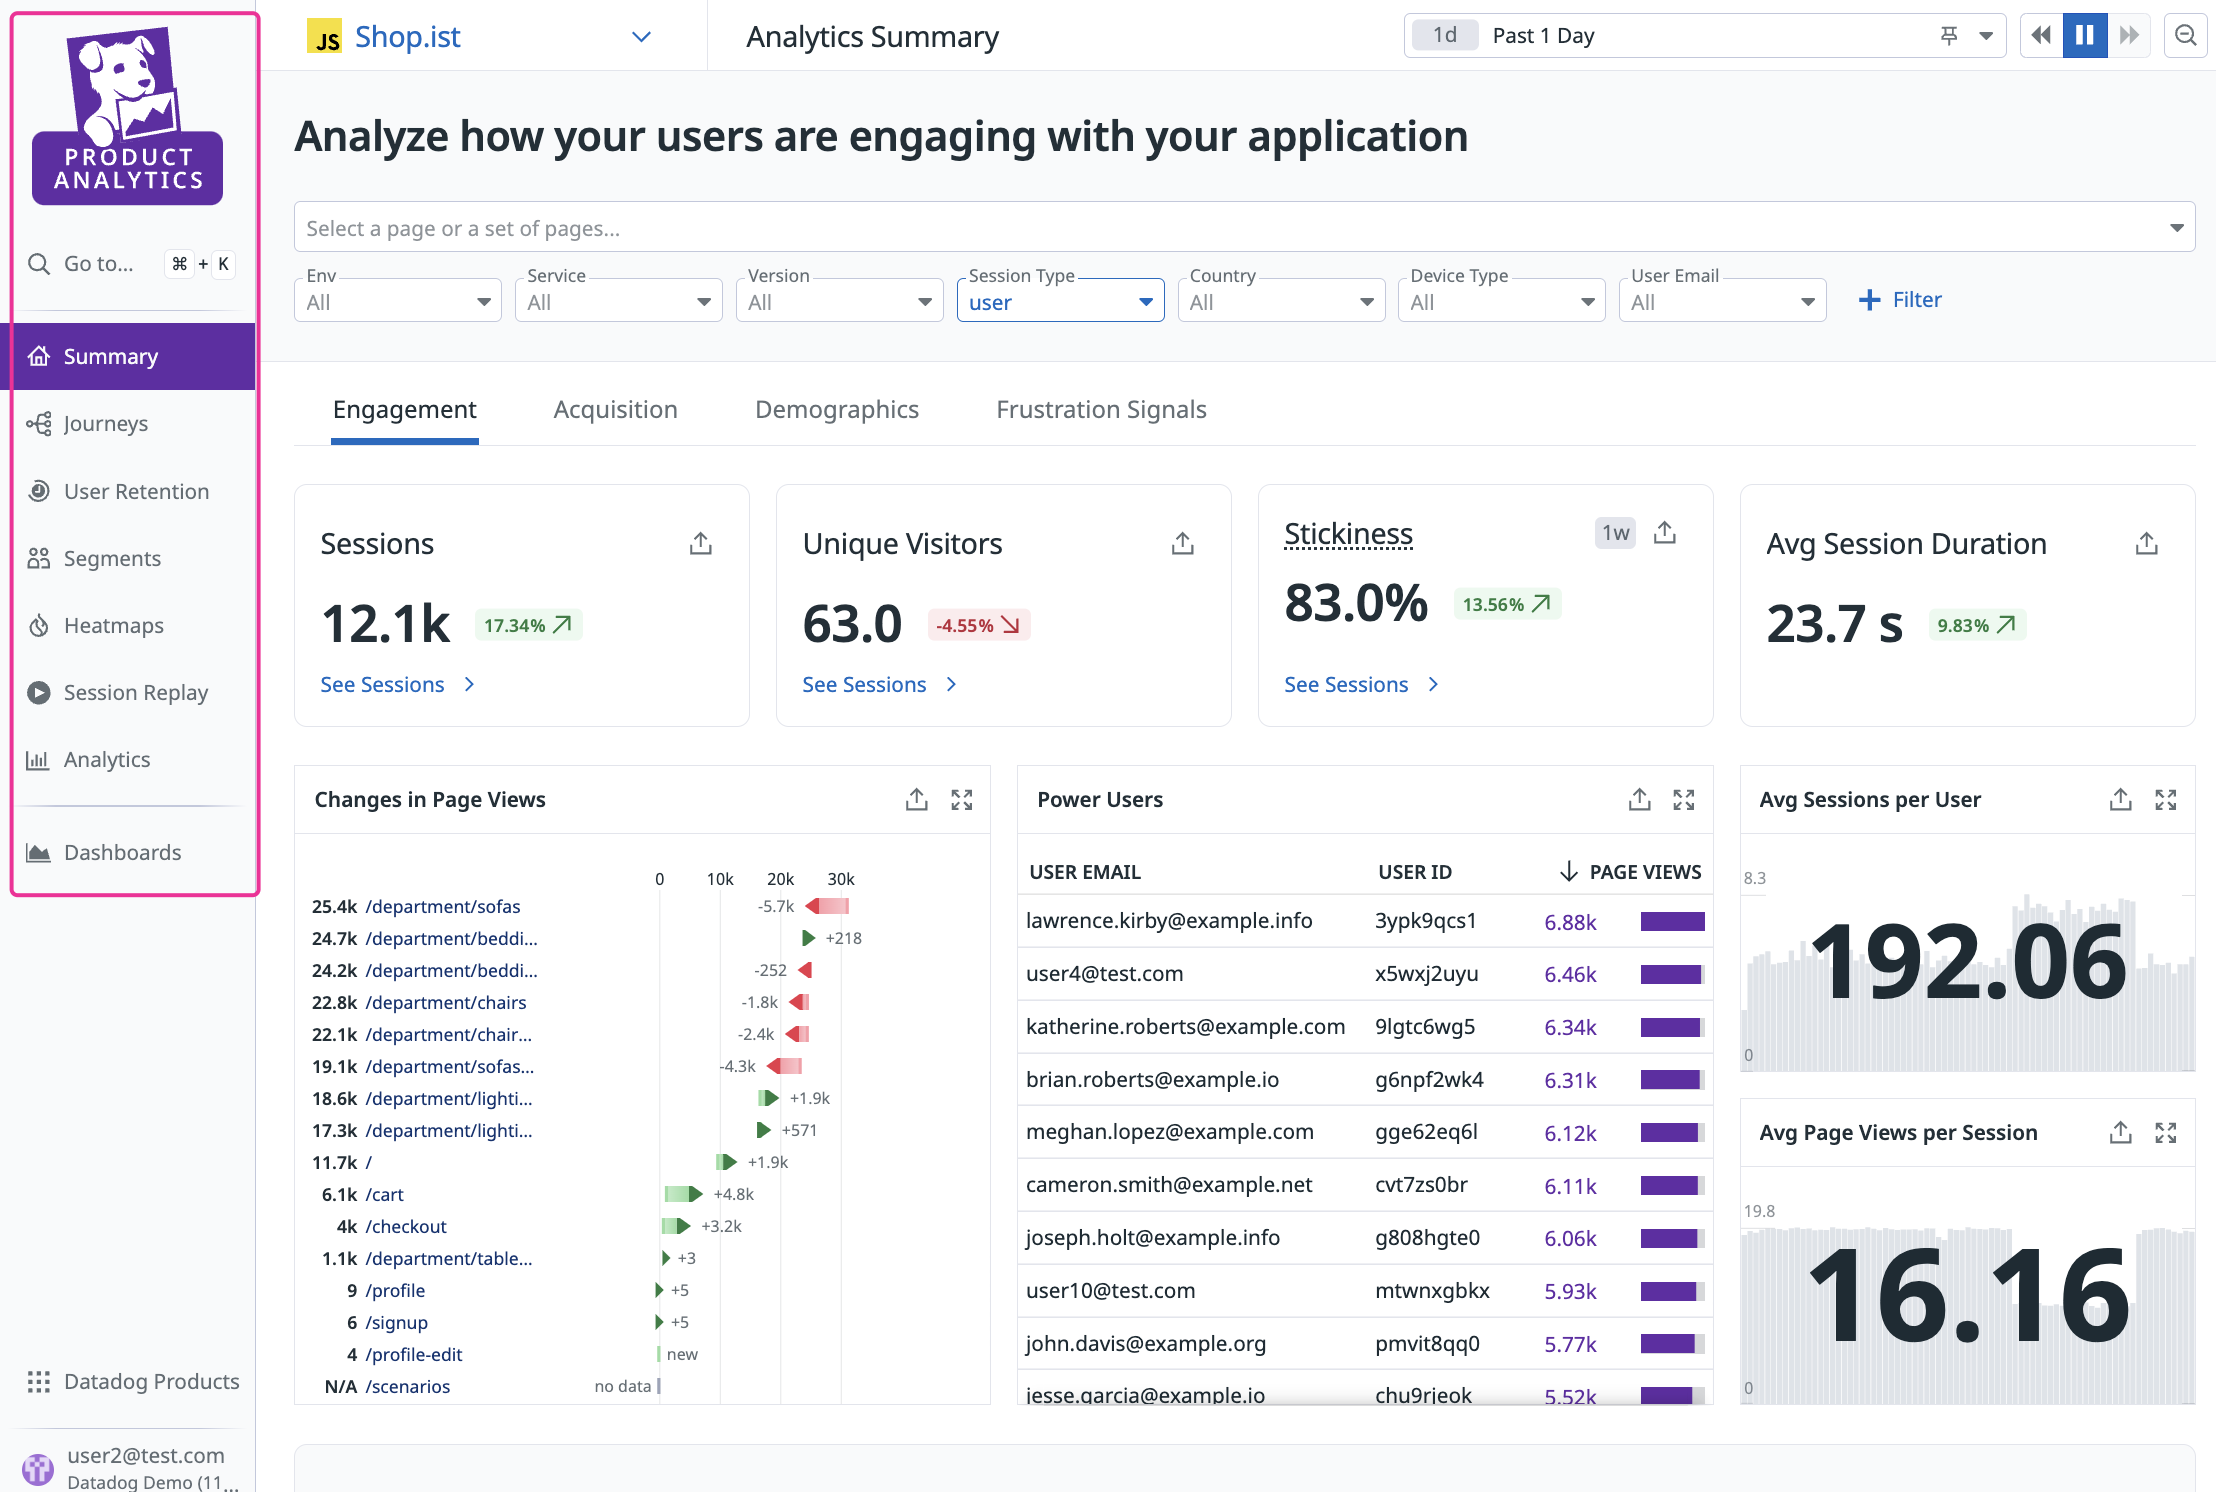 PRODUCT
ANALYTICS
Go to... ⌘ + K
Summary
Journeys
User Retention
Segments
Heatmaps
Session Replay
Analytics
Dashboards
Datadog Products
user2@test.com
Datadog Demo (11...
JS Shop.ist
Analytics Summary
1d Past 1 Day
Analyze how your users are engaging with your application
Select a page or a set of pages...
Env Service Version Session Type Country Device Type User Email
All All All user All All All + Filter
Engagement Acquisition Demographics Frustration Signals
Sessions
12.1k 17.34%
See Sessions
Unique Visitors
63.0 -4.55%
See Sessions
Stickiness 1w
83.0% 13.56%
See Sessions
Avg Session Duration
23.7 s 9.83%
Changes in Page Views
0 10k 20k 30k
25.4k /department/sofas -5.7k
24.7k /department/beddi... +218
24.2k /department/beddi... -252
22.8k /department/chairs -1.8k
22.1k /department/chair... -2.4k
19.1k /department/sofas... -4.3k
18.6k /department/lighti... +1.9k
17.3k /department/lighti... +571
11.7k / +1.9k
6.1k /cart +4.8k
4k /checkout +3.2k
1.1k /department/table... +3
9 /profile +5
6 /signup +5
4 /profile-edit new
N/A /scenarios no data
Power Users
USER EMAIL USER ID PAGE VIEWS
lawrence.kirby@example.info 3ypk9qcs1 6.88k
user4@test.com x5wxj2uyu 6.46k
katherine.roberts@example.com 9lgtc6wg5 6.34k
brian.roberts@example.io g6npf2wk4 6.31k
meghan.lopez@example.com gge62eq6l 6.12k
cameron.smith@example.net cvt7zs0br 6.11k
joseph.holt@example.info g808hgte0 6.06k
user10@test.com mtwnxgbkx 5.93k
john.davis@example.org pmvit8qq0 5.77k
jesse.garcia@example.io chu9rjeok 5.52k
Avg Sessions per User
8.3
192.06
0
Avg Page Views per Session
19.8
16.16
0